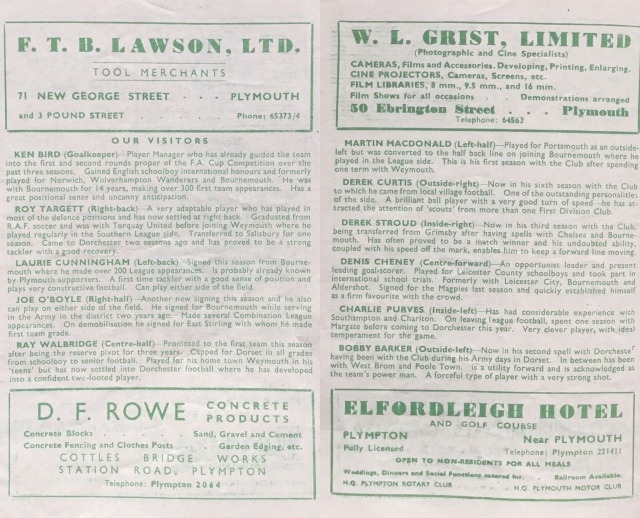 F. T. B. LAWSON, LTD.
TOOL MERCHANTS
71 NEW GEORGE STREET - - - PLYMOUTH
and 3 POUND STREET Phone: 65373/4
OUR VISITORS
KEN BIRD (Goalkeeper)—Player Manager who has already guided the team
into the first and second rounds proper of the F.A. Cup Competition over the
past three seasons. Gained English schoolboy international honours and formerly
played for Norwich, Wolverhampton Wanderers and Bournemouth. He was
with Bournemouth for 14 years, making over 300 first team appearances. Has a
great positional sense and uncanny anticipation.
ROY TARGETT (Right-back)—A very adaptable player who has played in
most of the defence positions and has now settled at right back. Graduated from
R.A.F. soccer and was with Torquay United before joining Weymouth where he
played regularly in the Southern League side. Transferred to Salisbury for one
season. Came to Dorchester two seasons ago and has proved to be a strong
tackler with a good recovery.
LAURIE CUNNINGHAM (Left-back) Signed this season from Bourne-
mouth where he made over 200 League appearances. Is probably already known
by Plymouth supporters. A first time tackler with a good sense of position and
plays very constructive football. Can play either side of the field.
JOE O'BOYLE (Right-half)—Another new signing this season and he also
can play on either side of the field. He signed for Bournemouth while serving
in the Army in the district two years ago. Made several Combination League
appearances. On demobilisation he signed for East Stirling with whom he made
first team grade.
RAY WALBRIDGE (Centre-half)—Promoted to the first team this season
after being the reserve pivot for three years. Capped for Dorset in all grades
from schoolboy to senior football. Played for his home town Weymouth in his
'teens' but has now settled into Dorchester football where he has developed
into a confident two-footed player.
D. F. ROWE CONCRETE
PRODUCTS
Concrete Blocks - - - Sand, Gravel and Cement
Concrete Fencing and Clothes Posts - - Garden Edging, etc.
COTTLES BRIDGE WORKS
STATION ROAD, PLYMPTON
Telephone: Plympton 2064
W. L. GRIST, LIMITED
(Photographic and Cine Specialists)
CAMERAS, Films and Accessories. Developing, Printing, Enlarging.
CINE PROJECTORS, Cameras, Screens, etc.
FILM LIBRARIES, 8 mm., 9.5 mm., and 16 mm.
Film Shows for all occasions . Demonstrations arranged
50 Ebrington Street - - Plymouth
Telephone: 64563
MARTIN MACDONALD (Left-half)—Played for Portsmouth as an outside-
left but was converted to the half back line on joining Bournemouth where he
played in the League side. This is his first season with the Club after spending
one term with Weymouth.
DEREK CURTIS (Outside-right)—Now in his sixth season with the Club
to which he came from local village football. One of the outstanding personalities
of the side. A brilliant ball player with a very good turn of speed—he has at-
tracted the attention of 'scouts' from more than one First Division Club.
DEREK STROUD (Inside-right)—Now in his third season with the Club,
being transferred from Grimsby after having spells with Chelsea and Bourne-
mouth. Has often proved to be a match winner and his undoubted ability,
coupled with his speed off the mark, enables him to keep a forward line moving.
DENIS CHENEY (Centre-forward)—An opportunist leader and present
leading goal-scorer. Played for Leicester County schoolboys and took part in
international school trials. Formerly with Leicester City, Bournemouth and
Aldershot. Signed for the Magpies last season and quickly established himself
as a firm favourite with the crowd.
CHARLIE PURVES (Inside-left)—Has had considerable experience with
Southampton and Charlton. On leaving league football, spent one season with
Margate before coming to Dorchester this year. Very clever player, with ideal
temperament for the game.
BOBBY BARKER (Outside-left)—Now in his second spell with Dorchester
having been with the Club during his Army days in Dorset. In between has been
with West Brom and Poole Town. Is a utility forward and is acknowledged as
the team's power man. A forceful type of player with a very strong shot.
ELFORDLEIGH HOTEL
AND GOLF COURSE
PLYMPTON Near PLYMOUTH
Fully Licensed Telephone: Plympton 221411
OPEN TO NON-RESIDENTS FOR ALL MEALS
Weddings, Dinners and Social Functions catered for. Ballroom Available.
H.Q. PLYMPTON ROTARY CLUB H.Q. PLYMOUTH MOTOR CLUB